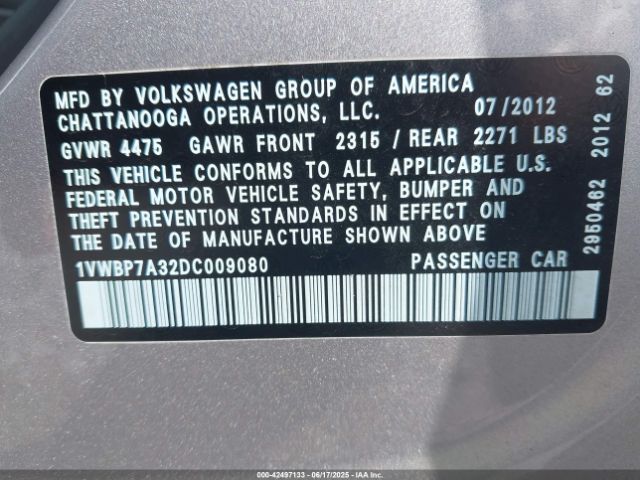 MFD BY VOLKSWAGEN GROUP OF AMERICA
CHATTANOOGA OPERATIONS, LLC. 07/2012
GVWR 4475 GAWR FRONT 2315 / REAR 2271 LBS
THIS VEHICLE CONFORMS TO ALL APPLICABLE U.S.
FEDERAL MOTOR VEHICLE SAFETY, BUMPER AND
THEFT PREVENTION STANDARDS IN EFFECT ON
THE DATE OF MANUFACTURE SHOWN ABOVE
1VWBP7A32DC009080 PASSENGER CAR
2950462 2012 62
000-42497133 - 06/17/2025 - IAAC